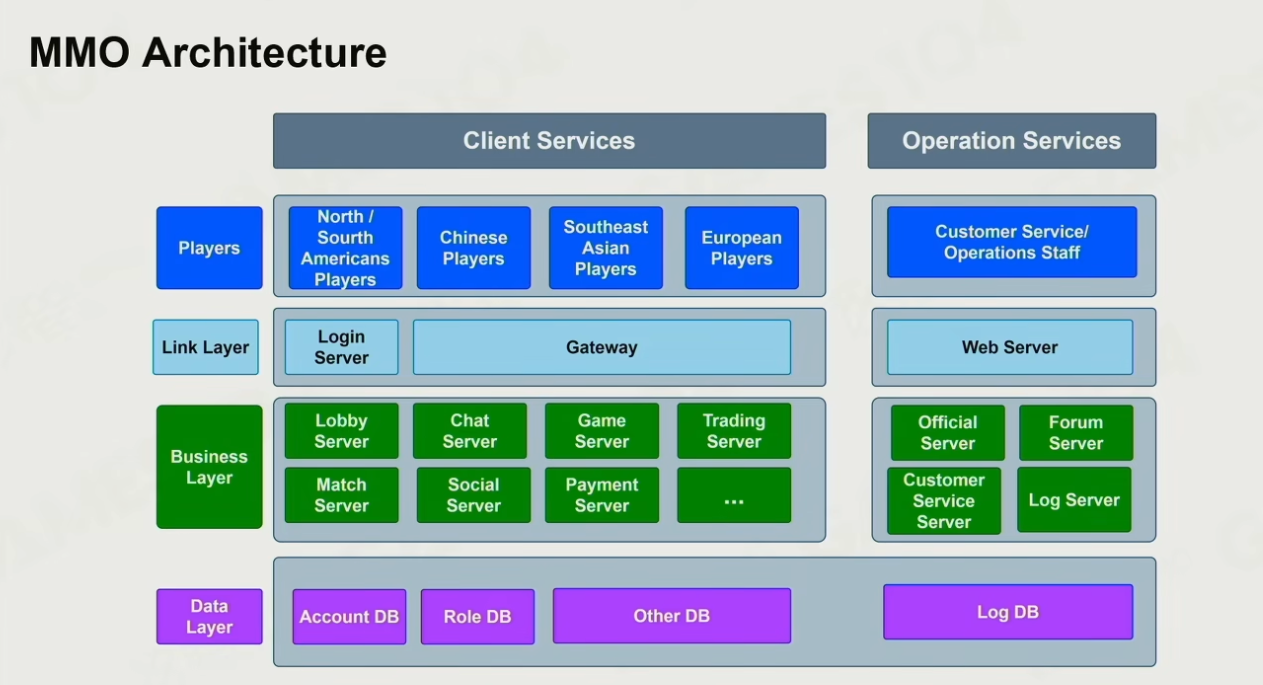 MMO Architecture
Client Services
Operation Services
Players
North /
Sourth
Americans
Players
Chinese
Players
Southeast
Asian
Players
European
Players
Customer Service/
Operations Staff
Link Layer
Login
Server
Gateway
Web Server
Business
Layer
Lobby
Server
Chat
Server
Game
Server
Trading
Server
Match
Server
Social
Server
Payment
Server
...
Official
Server
Forum
Server
Customer
Service
Server
Log Server
Data
Layer
Account DB
Role DB
Other DB
Log DB